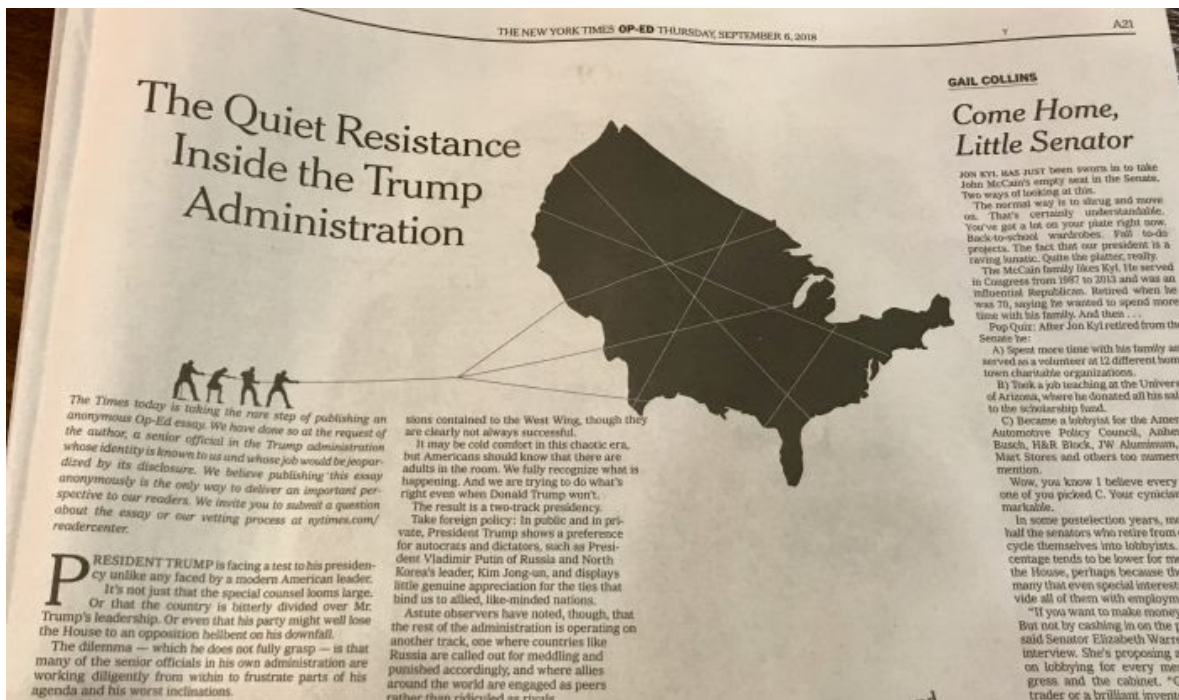 THE NEW YORK TIMES OP-ED THURSDAY, SEPTEMBER 6, 2018
A21
The Quiet Resistance
Inside the Trump
Administration
The Times today is taking the rare step of publishing an
anonymous Op-Ed essay. We have done so at the request of
the author, a senior official in the Trump administration
whose identity is known to us and whose job would be jeopar-
dized by its disclosure. We believe publishing this essay
anonymously is the only way to deliver an important per-
spective to our readers. We invite you to submit a question
about the essay or our vetting process at nytimes.com/
readercenter.
PRESIDENT TRUMP is facing a test to his presiden-
cy unlike any faced by a modern American leader.
It's not just that the special counsel looms large.
Or that the country is bitterly divided over Mr.
Trump's leadership. Or even that his party might well lose
the House to an opposition hellbent on his downfall.
The dilemma — which he does not fully grasp — is that
many of the senior officials in his own administration are
working diligently from within to frustrate parts of his
agenda and his worst inclinations.
sions contained to the West Wing, though they
are clearly not always successful.
It may be cold comfort in this chaotic era,
but Americans should know that there are
adults in the room. We fully recognize what is
happening. And we are trying to do what's
right even when Donald Trump won't.
The result is a two-track presidency.
Take foreign policy: In public and in pri-
vate, President Trump shows a preference
for autocrats and dictators, such as Presi-
dent Vladimir Putin of Russia and North
Korea's leader, Kim Jong-un, and displays
little genuine appreciation for the ties that
bind us to allied, like-minded nations.
Astute observers have noted, though, that
the rest of the administration is operating on
another track, one where countries like
Russia are called out for meddling and
punished accordingly, and where allies
around the world are engaged as peers
rather than ridiculed as rivals.
GAIL COLLINS
Come Home,
Little Senator
JON KYL HAS JUST been sworn in to take
John McCain's empty seat in the Senate.
Two ways of looking at this.
The normal way is to shrug and move
on. That's certainly understandable.
You've got a lot on your plate right now.
Back-to-school wardrobes. Fall to-do
projects. The fact that our president is a
raving lunatic. Quite the platter, really.
The McCain family likes Kyl. He served
in Congress from 1987 to 2013 and was an
influential Republican. Retired when he
was 70, saying he wanted to spend more
time with his family. And then . . .
Pop Quiz: After Jon Kyl retired from the
Senate he:
A) Spent more time with his family an
served as a volunteer at 12 different hom
town charitable organizations.
B) Took a job teaching at the Univers
of Arizona, where he donated all his sal
to the scholarship fund.
C) Became a lobbyist for the Amer
Automotive Policy Council, Anheu
Busch, H&R Block, JW Aluminum,
Mart Stores and others too numer
mention.
Wow, you know I believe every
one of you picked C. Your cynicism
markable.
In some postelection years, mo
half the senators who retire from
cycle themselves into lobbyists.
centage tends to be lower for me
the House, perhaps because the
many that even special interest
vide all of them with employm
"If you want to make money
But not by cashing in on the p
said Senator Elizabeth Warre
interview. She's proposing a
on lobbying for every me
gress and the cabinet. "C
trader or a brilliant invent